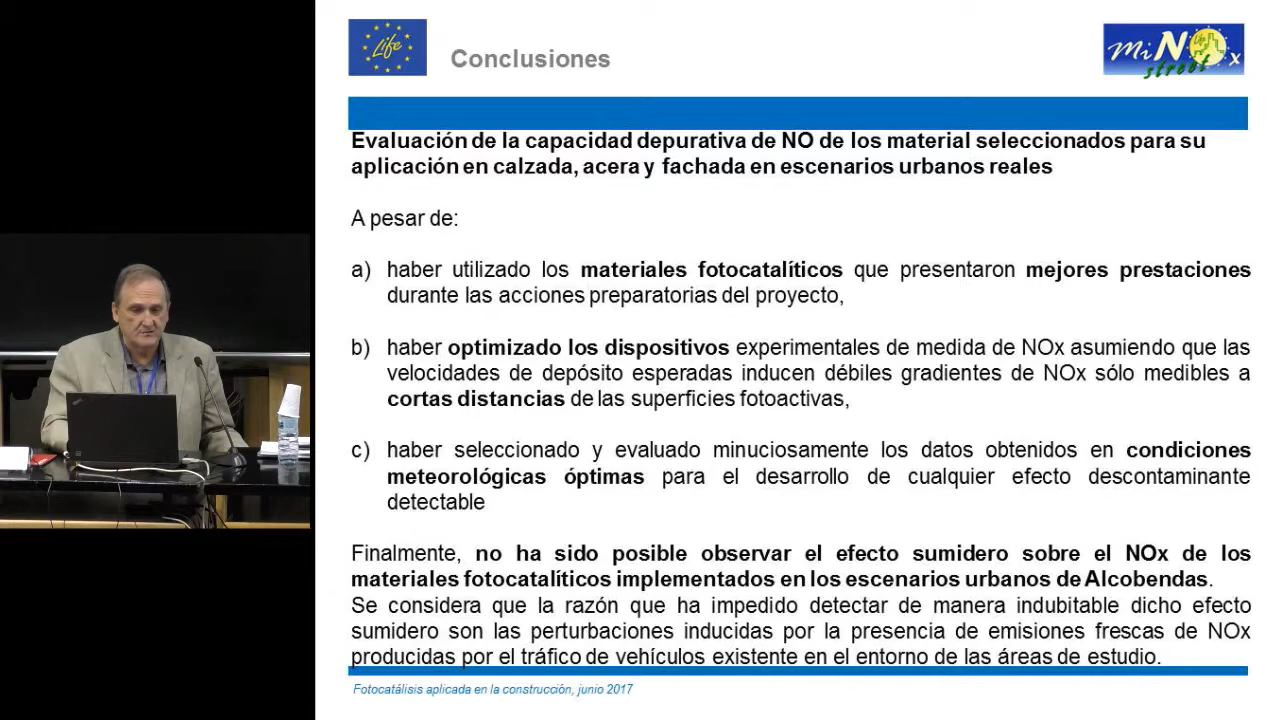 Life
Conclusiones
MiNOx
street
Evaluación de la capacidad depurativa de NO de los material seleccionados para su
aplicación en calzada, acera y fachada en escenarios urbanos reales
A pesar de:
a) haber utilizado los materiales fotocatalíticos que presentaron mejores prestaciones
durante las acciones preparatorias del proyecto,
b) haber optimizado los dispositivos experimentales de medida de NOx asumiendo que las
velocidades de depósito esperadas inducen débiles gradientes de NOx sólo medibles a
cortas distancias de las superficies fotoactivas,
c) haber seleccionado y evaluado minuciosamente los datos obtenidos en condiciones
meteorológicas óptimas para el desarrollo de cualquier efecto descontaminante
detectable
Finalmente, no ha sido posible observar el efecto sumidero sobre el NOx de los
materiales fotocatalíticos implementados en los escenarios urbanos de Alcobendas.
Se considera que la razón que ha impedido detectar de manera indubitable dicho efecto
sumidero son las perturbaciones inducidas por la presencia de emisiones frescas de NOx
producidas por el tráfico de vehículos existente en el entorno de las áreas de estudio.
Fotocatálisis aplicada en la construcción, junio 2017